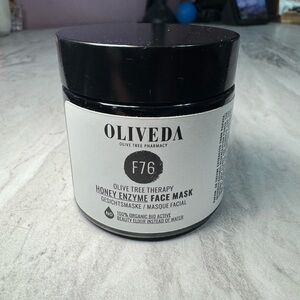 OLIVEDA
OLIVE TREE PHARMACY
F76
OLIVE TREE THERAPY
HONEY ENZYME FACE MASK
GESICHTSMASKE / MASQUE FACIAL
100% ORGANIC BIO ACTIVE
BEAUTY ELIXIR INSTEAD OF WATER